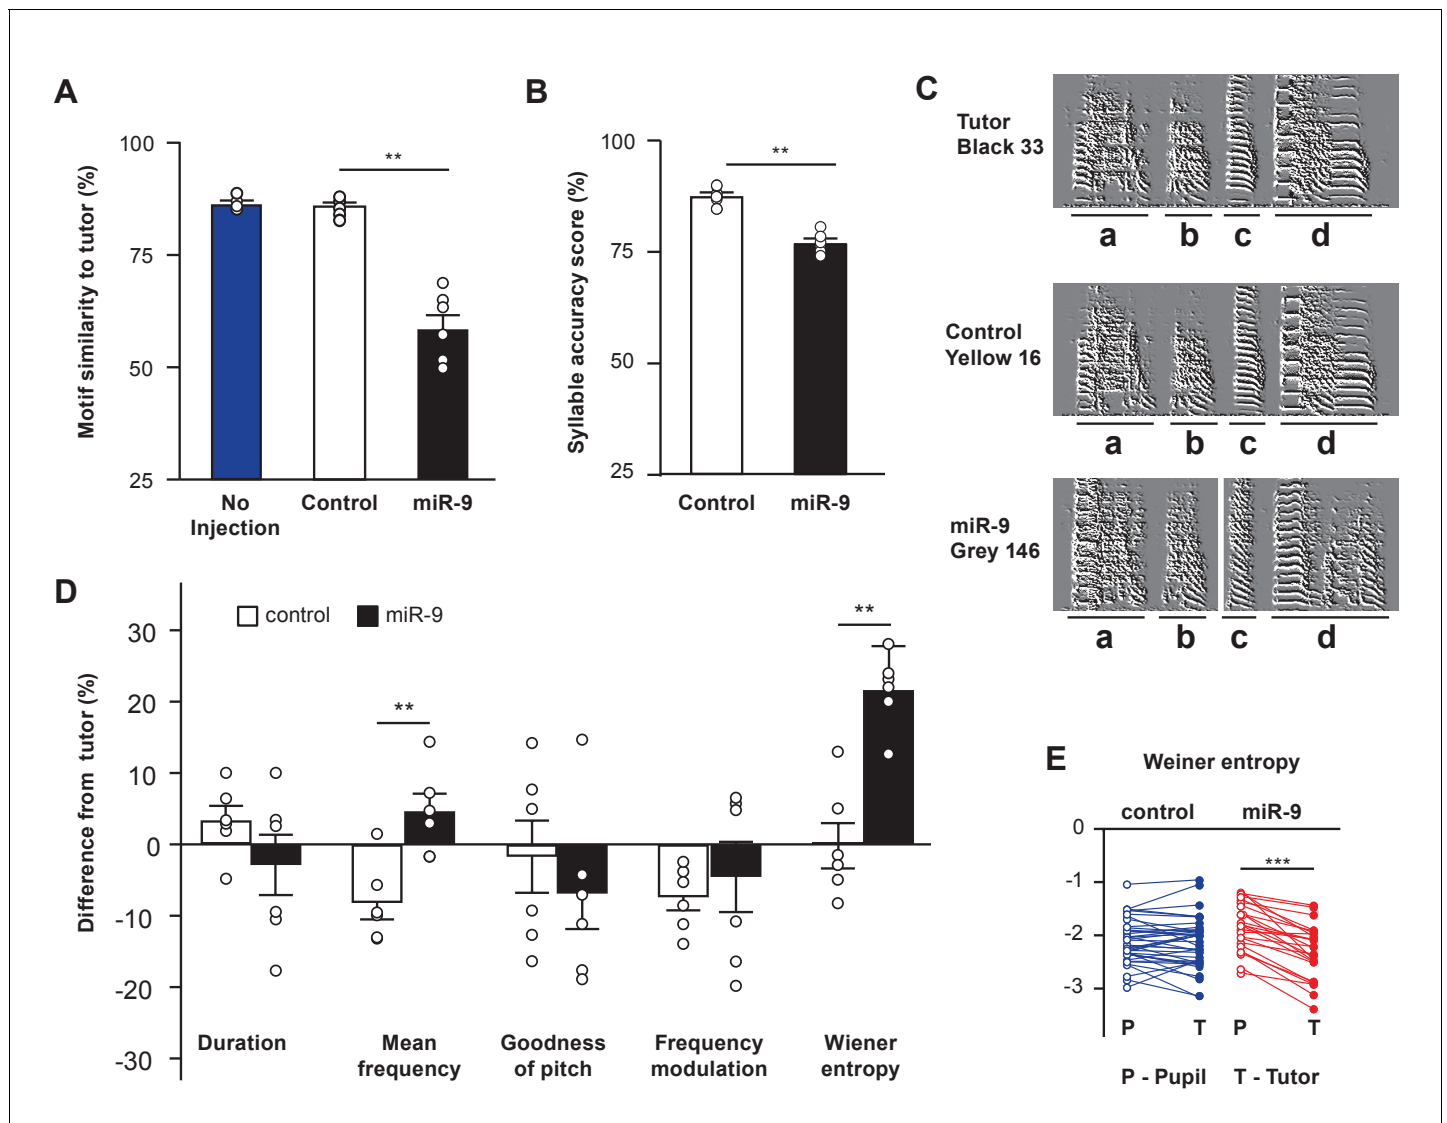 A
Motif similarity to tutor (%)
100
75
50
25
**
No
Injection
Control
miR-9
B
Syllable accuracy score (%)
100
75
50
25
**
Control
miR-9
C
Tutor
Black 33
a b c d
Control
Yellow 16
a b c d
miR-9
Grey 146
a b c d
D
control
miR-9
Difference from tutor (%)
30
20
10
0
-10
-20
-30
**
**
Duration
Mean
frequency
Goodness
of pitch
Frequency
modulation
Wiener
entropy
E
Weiner entropy
control
miR-9
0
-1
-2
-3
***
P T P T
P - Pupil T - Tutor